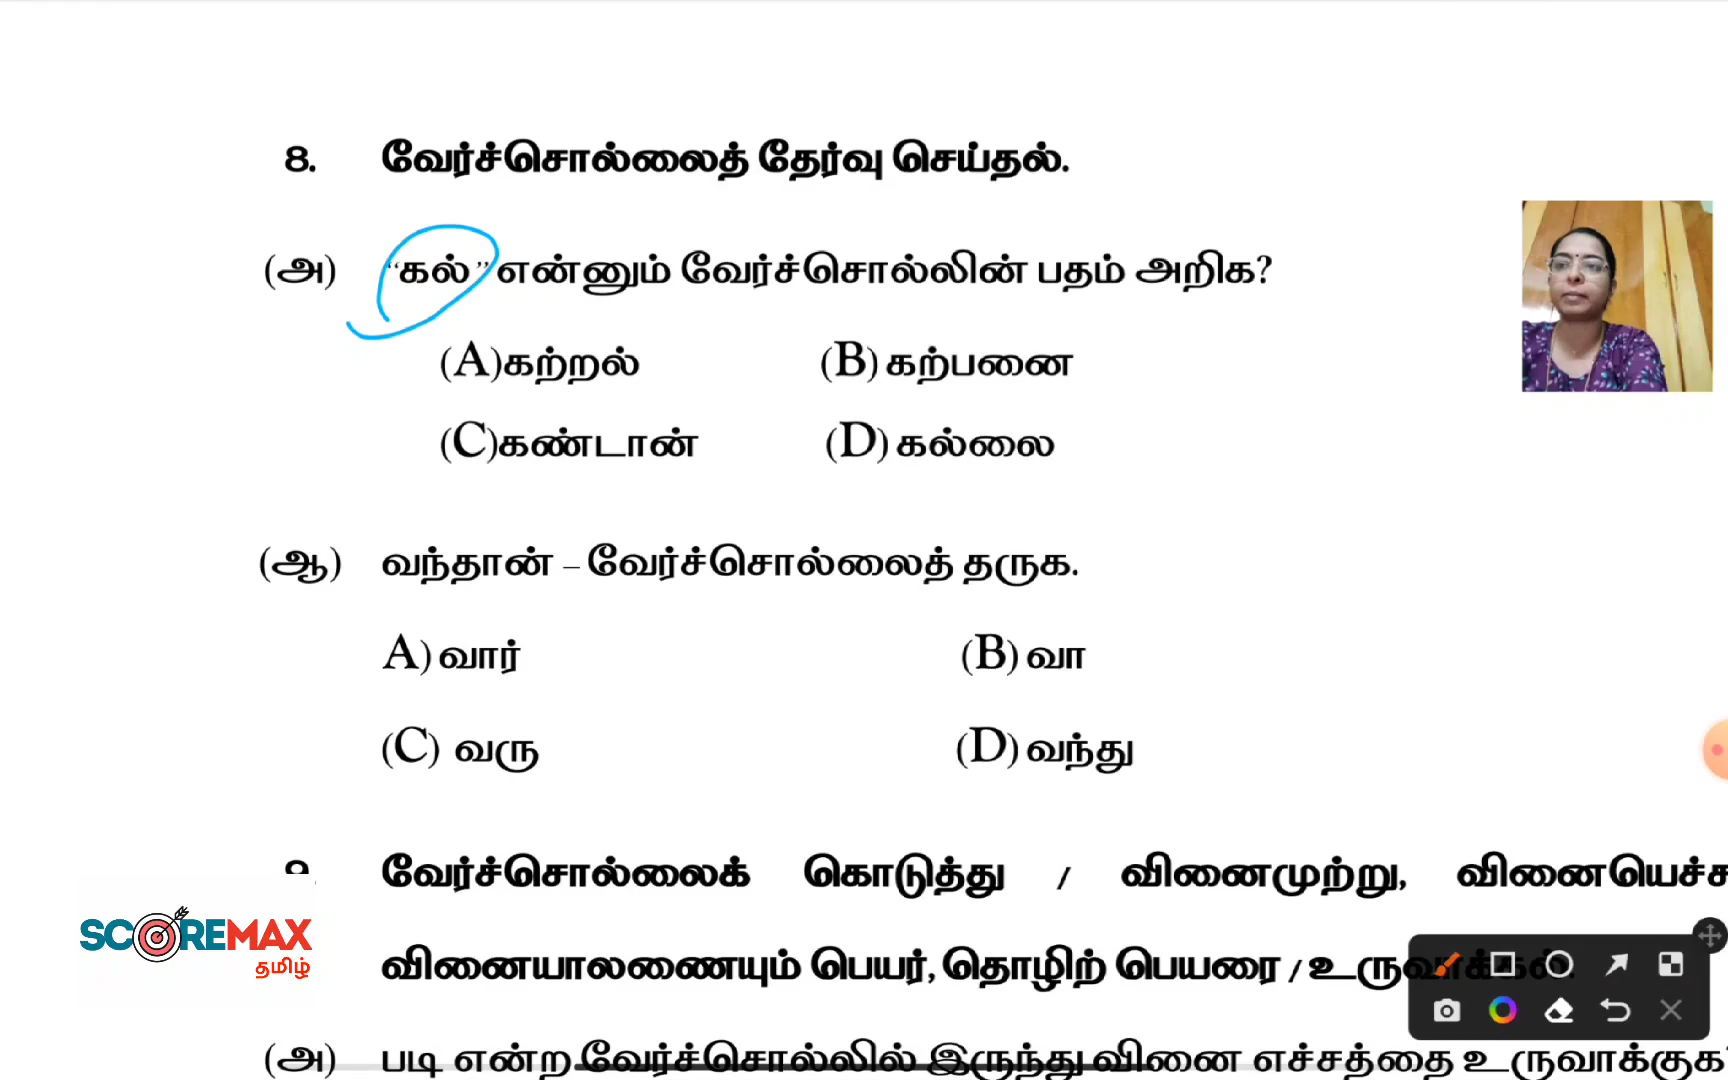 8. வேர்ச்சொல்லைத் தேர்வு செய்தல்.
(அ) “கல்” என்னும் வேர்ச்சொல்லின் பதம் அறிக?
(A)கற்றல் (B) கற்பனை
(C)கண்டான் (D) கல்லை
(ஆ) வந்தான் – வேர்ச்சொல்லைத் தருக.
A) வார் (B) வா
(C) வரு (D) வந்து
9. வேர்ச்சொல்லைக் கொடுத்து / வினைமுற்று, வினையெச்ச
வினையாலணையும் பெயர், தொழிற் பெயரை / உருவாக்கல்.
(அ) படி என்ற வேர்ச்சொல்லில் இருந்து வினை எச்சத்தை உருவாக்குக?
SCOREMAX
தமிழ்